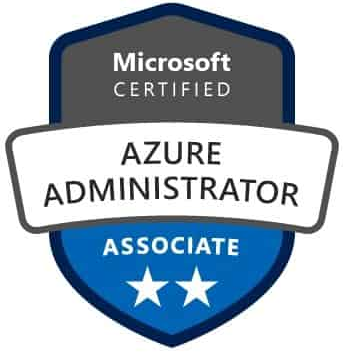 Microsoft
CERTIFIED
AZURE
ADMINISTRATOR
ASSOCIATE